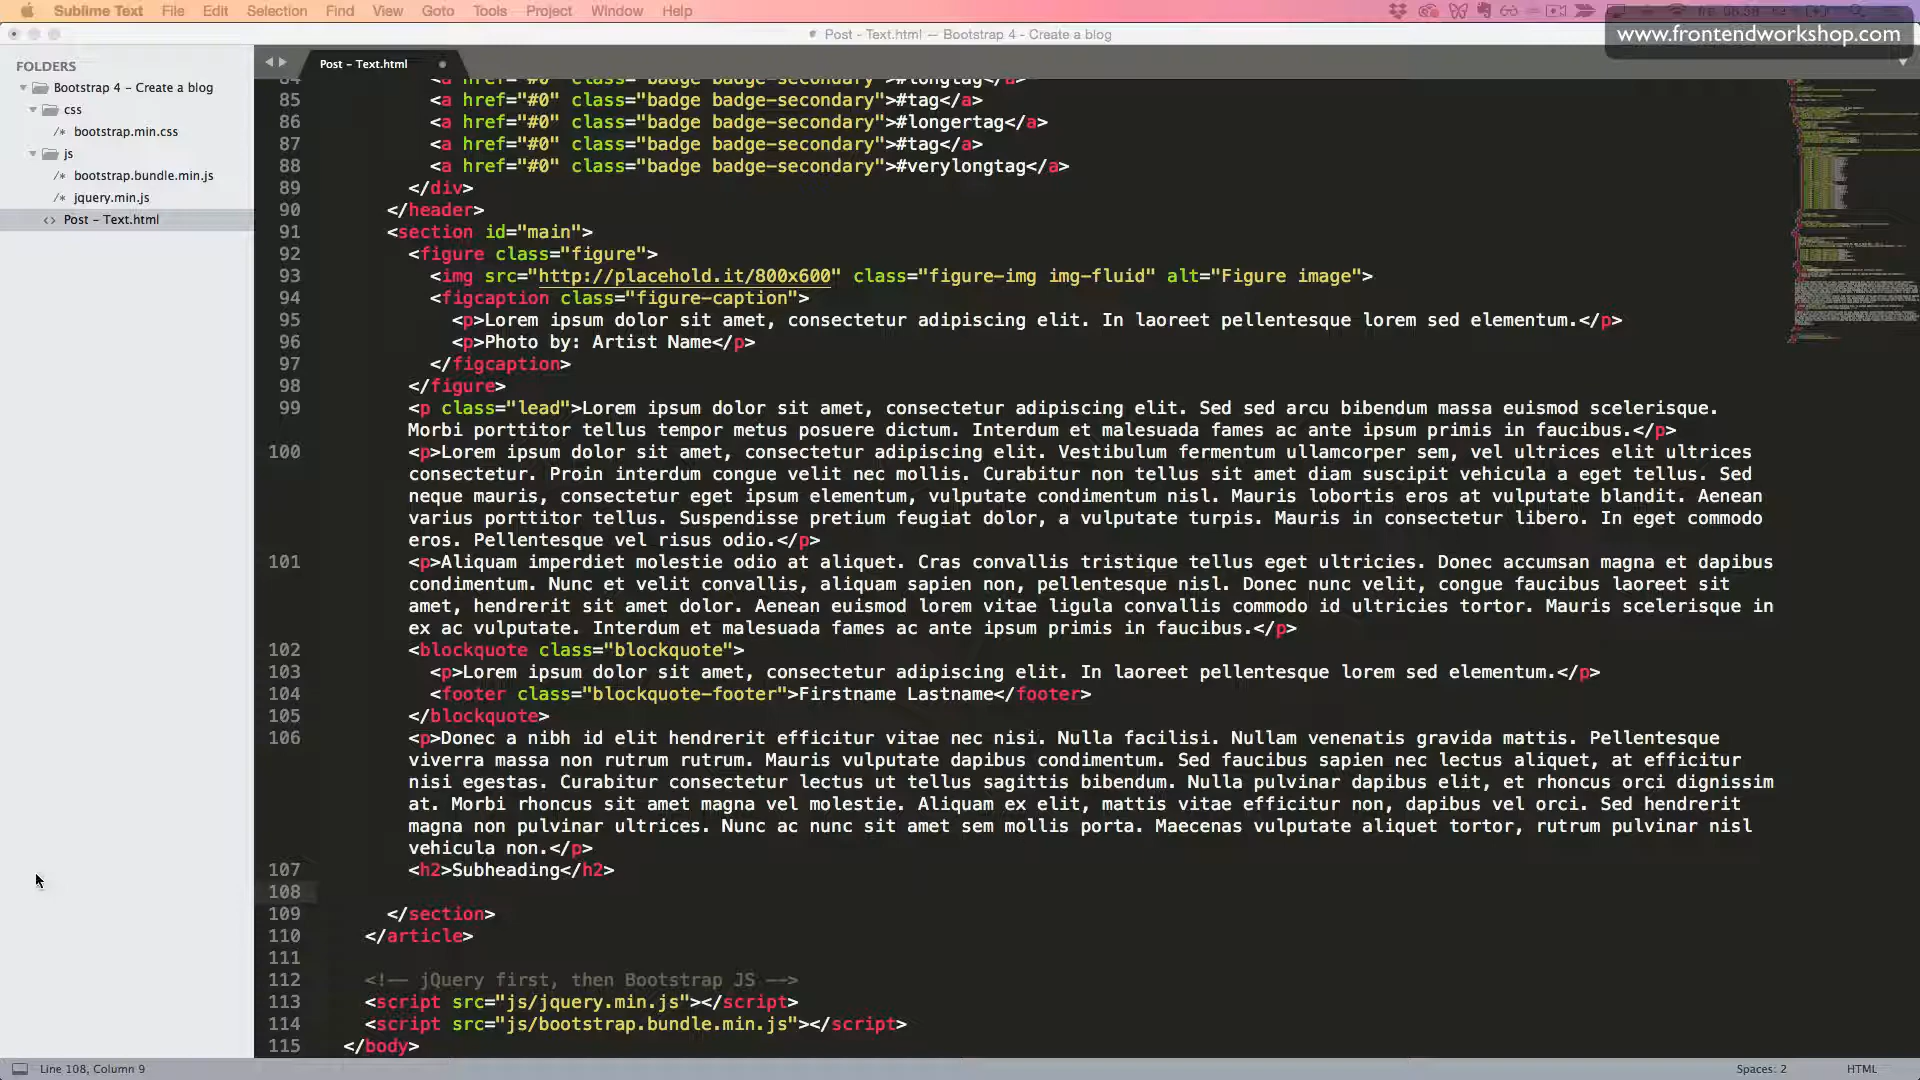 Sublime Text File Edit Selection Find View Goto Tools Project Window Help
Post - Text.html — Bootstrap 4 - Create a blog
www.frontendworkshop.com
FOLDERS
Bootstrap 4 - Create a blog
css
/* bootstrap.min.css
js
/* bootstrap.bundle.min.js
/* jquery.min.js
<> Post - Text.html
Post - Text.html
84 <a href="#0" class="badge badge-secondary">#longtag</a>
85 <a href="#0" class="badge badge-secondary">#tag</a>
86 <a href="#0" class="badge badge-secondary">#longertag</a>
87 <a href="#0" class="badge badge-secondary">#tag</a>
88 <a href="#0" class="badge badge-secondary">#verylongtag</a>
89 </div>
90 </header>
91 <section id="main">
92 <figure class="figure">
93 <img src="http://placehold.it/800x600" class="figure-img img-fluid" alt="Figure image">
94 <figcaption class="figure-caption">
95 <p>Lorem ipsum dolor sit amet, consectetur adipiscing elit. In laoreet pellentesque lorem sed elementum.</p>
96 <p>Photo by: Artist Name</p>
97 </figcaption>
98 </figure>
99 <p class="lead">Lorem ipsum dolor sit amet, consectetur adipiscing elit. Sed sed arcu bibendum massa euismod scelerisque.
Morbi porttitor tellus tempor metus posuere dictum. Interdum et malesuada fames ac ante ipsum primis in faucibus.</p>
100 <p>Lorem ipsum dolor sit amet, consectetur adipiscing elit. Vestibulum fermentum ullamcorper sem, vel ultrices elit ultrices
consectetur. Proin interdum congue velit nec mollis. Curabitur non tellus sit amet diam suscipit vehicula a eget tellus. Sed
neque mauris, consectetur eget ipsum elementum, vulputate condimentum nisl. Mauris lobortis eros at vulputate blandit. Aenean
varius porttitor tellus. Suspendisse pretium feugiat dolor, a vulputate turpis. Mauris in consectetur libero. In eget commodo
eros. Pellentesque vel risus odio.</p>
101 <p>Aliquam imperdiet molestie odio at aliquet. Cras convallis tristique tellus eget ultricies. Donec accumsan magna et dapibus
condimentum. Nunc et velit convallis, aliquam sapien non, pellentesque nisl. Donec nunc velit, congue faucibus laoreet sit
amet, hendrerit sit amet dolor. Aenean euismod lorem vitae ligula convallis commodo id ultricies tortor. Mauris scelerisque in
ex ac vulputate. Interdum et malesuada fames ac ante ipsum primis in faucibus.</p>
102 <blockquote class="blockquote">
103 <p>Lorem ipsum dolor sit amet, consectetur adipiscing elit. In laoreet pellentesque lorem sed elementum.</p>
104 <footer class="blockquote-footer">Firstname Lastname</footer>
105 </blockquote>
106 <p>Donec a nibh id elit hendrerit efficitur vitae nec nisi. Nulla facilisi. Nullam venenatis gravida mattis. Pellentesque
viverra massa non rutrum rutrum. Mauris vulputate dapibus condimentum. Sed faucibus sapien nec lectus aliquet, at efficitur
nisi egestas. Curabitur consectetur lectus ut tellus sagittis bibendum. Nulla pulvinar dapibus elit, et rhoncus orci dignissim
at. Morbi rhoncus sit amet magna vel molestie. Aliquam ex elit, mattis vitae efficitur non, dapibus vel orci. Sed hendrerit
magna non pulvinar ultrices. Nunc ac nunc sit amet sem mollis porta. Maecenas vulputate aliquet tortor, rutrum pulvinar nisl
vehicula non.</p>
107 <h2>Subheading</h2>
108
109 </section>
110 </article>
111
112 <!-- jQuery first, then Bootstrap JS -->
113 <script src="js/jquery.min.js"></script>
114 <script src="js/bootstrap.bundle.min.js"></script>
115 </body>
Line 108, Column 9
Spaces: 2 HTML